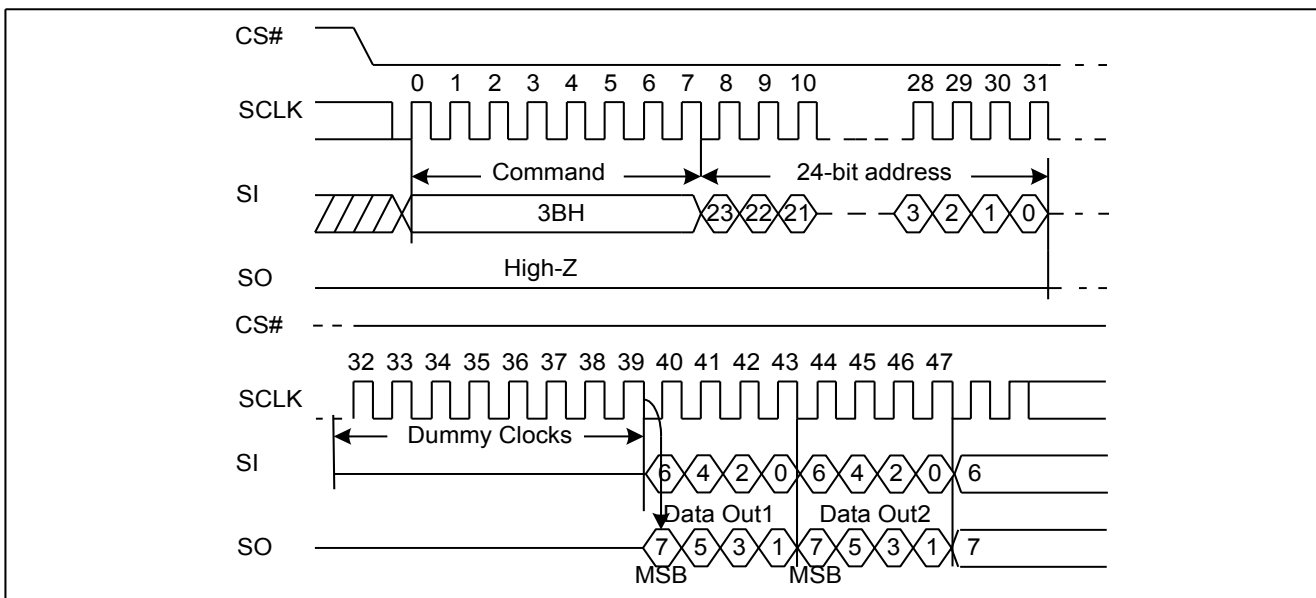 CS#
0 1 2 3 4 5 6 7 8 9 10 28 29 30 31
SCLK
Command 24-bit address
SI
3BH 23 22 21 3 2 1 0
High-Z
SO
CS#
32 33 34 35 36 37 38 39 40 41 42 43 44 45 46 47
SCLK
Dummy Clocks
SI
6 4 2 0 6 4 2 0 6
Data Out1 Data Out2
SO
7 5 3 1 7 5 3 1 7
MSB MSB